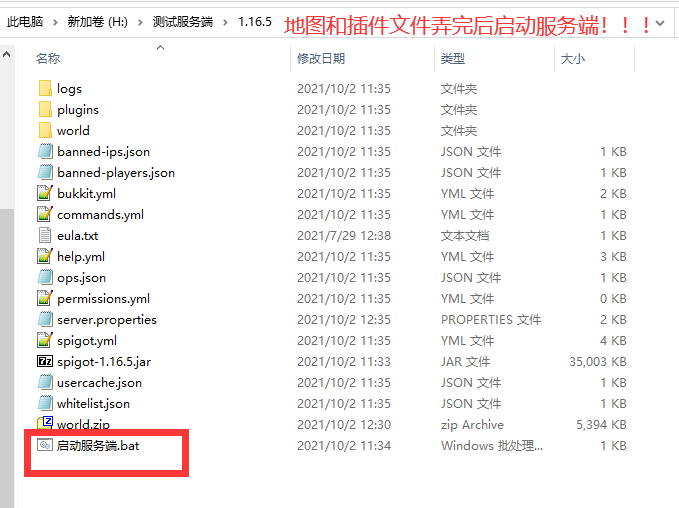 此电脑 > 新加卷 (H:) > 测试服务端 > 1.16.5 地图和插件文件弄完后启动服务端！！！
名称 修改日期 类型 大小
logs 2021/10/2 11:35 文件夹
plugins 2021/10/2 11:35 文件夹
world 2021/10/2 11:35 文件夹
banned-ips.json 2021/10/2 11:35 JSON 文件 1 KB
banned-players.json 2021/10/2 11:35 JSON 文件 1 KB
bukkit.yml 2021/10/2 11:35 YML 文件 2 KB
commands.yml 2021/10/2 11:35 YML 文件 1 KB
eula.txt 2021/7/29 12:38 文本文档 1 KB
help.yml 2021/10/2 11:35 YML 文件 3 KB
ops.json 2021/10/2 11:35 JSON 文件 1 KB
permissions.yml 2021/10/2 11:35 YML 文件 0 KB
server.properties 2021/10/2 12:35 PROPERTIES 文件 2 KB
spigot.yml 2021/10/2 11:35 YML 文件 4 KB
spigot-1.16.5.jar 2021/10/2 11:33 JAR 文件 35,003 KB
usercache.json 2021/10/2 11:35 JSON 文件 1 KB
whitelist.json 2021/10/2 11:35 JSON 文件 1 KB
world.zip 2021/10/2 12:30 zip Archive 5,394 KB
启动服务端.bat 2021/10/2 11:34 Windows 批处理... 1 KB